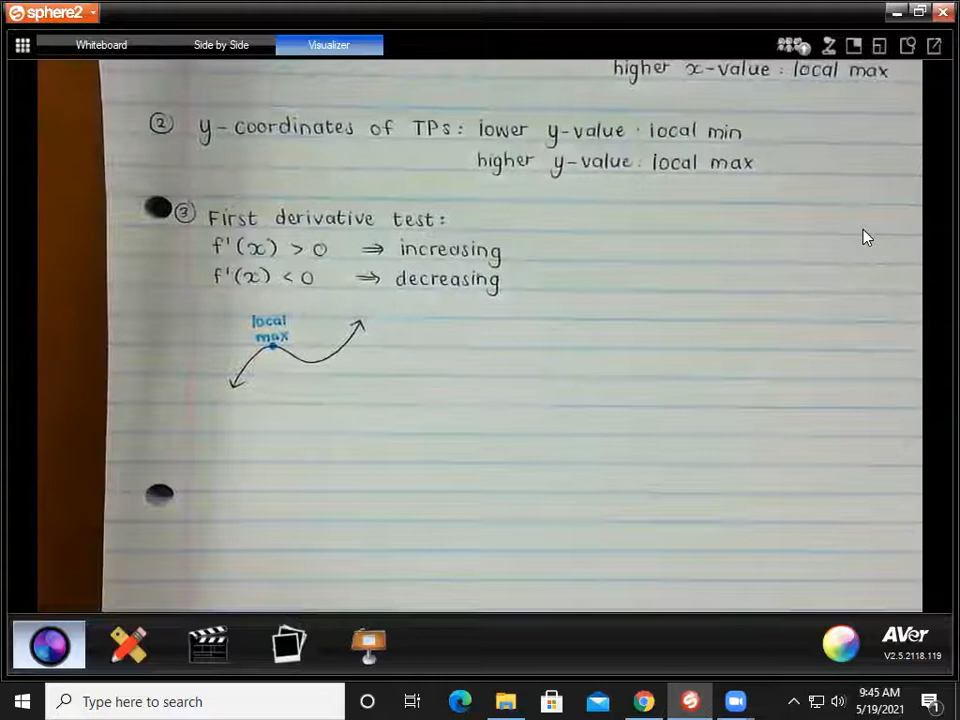 sphere2
Whiteboard
Side by Side
Visualizer
higher x-value : local max
② y-coordinates of TPs : lower y-value : local min
higher y-value : local max
③ First derivative test :
f'(x) > 0 ⇒ increasing
f'(x) < 0 ⇒ decreasing
local
max
AVer
V2.5.2118.119
Type here to search
9:45 AM
5/19/2021
1